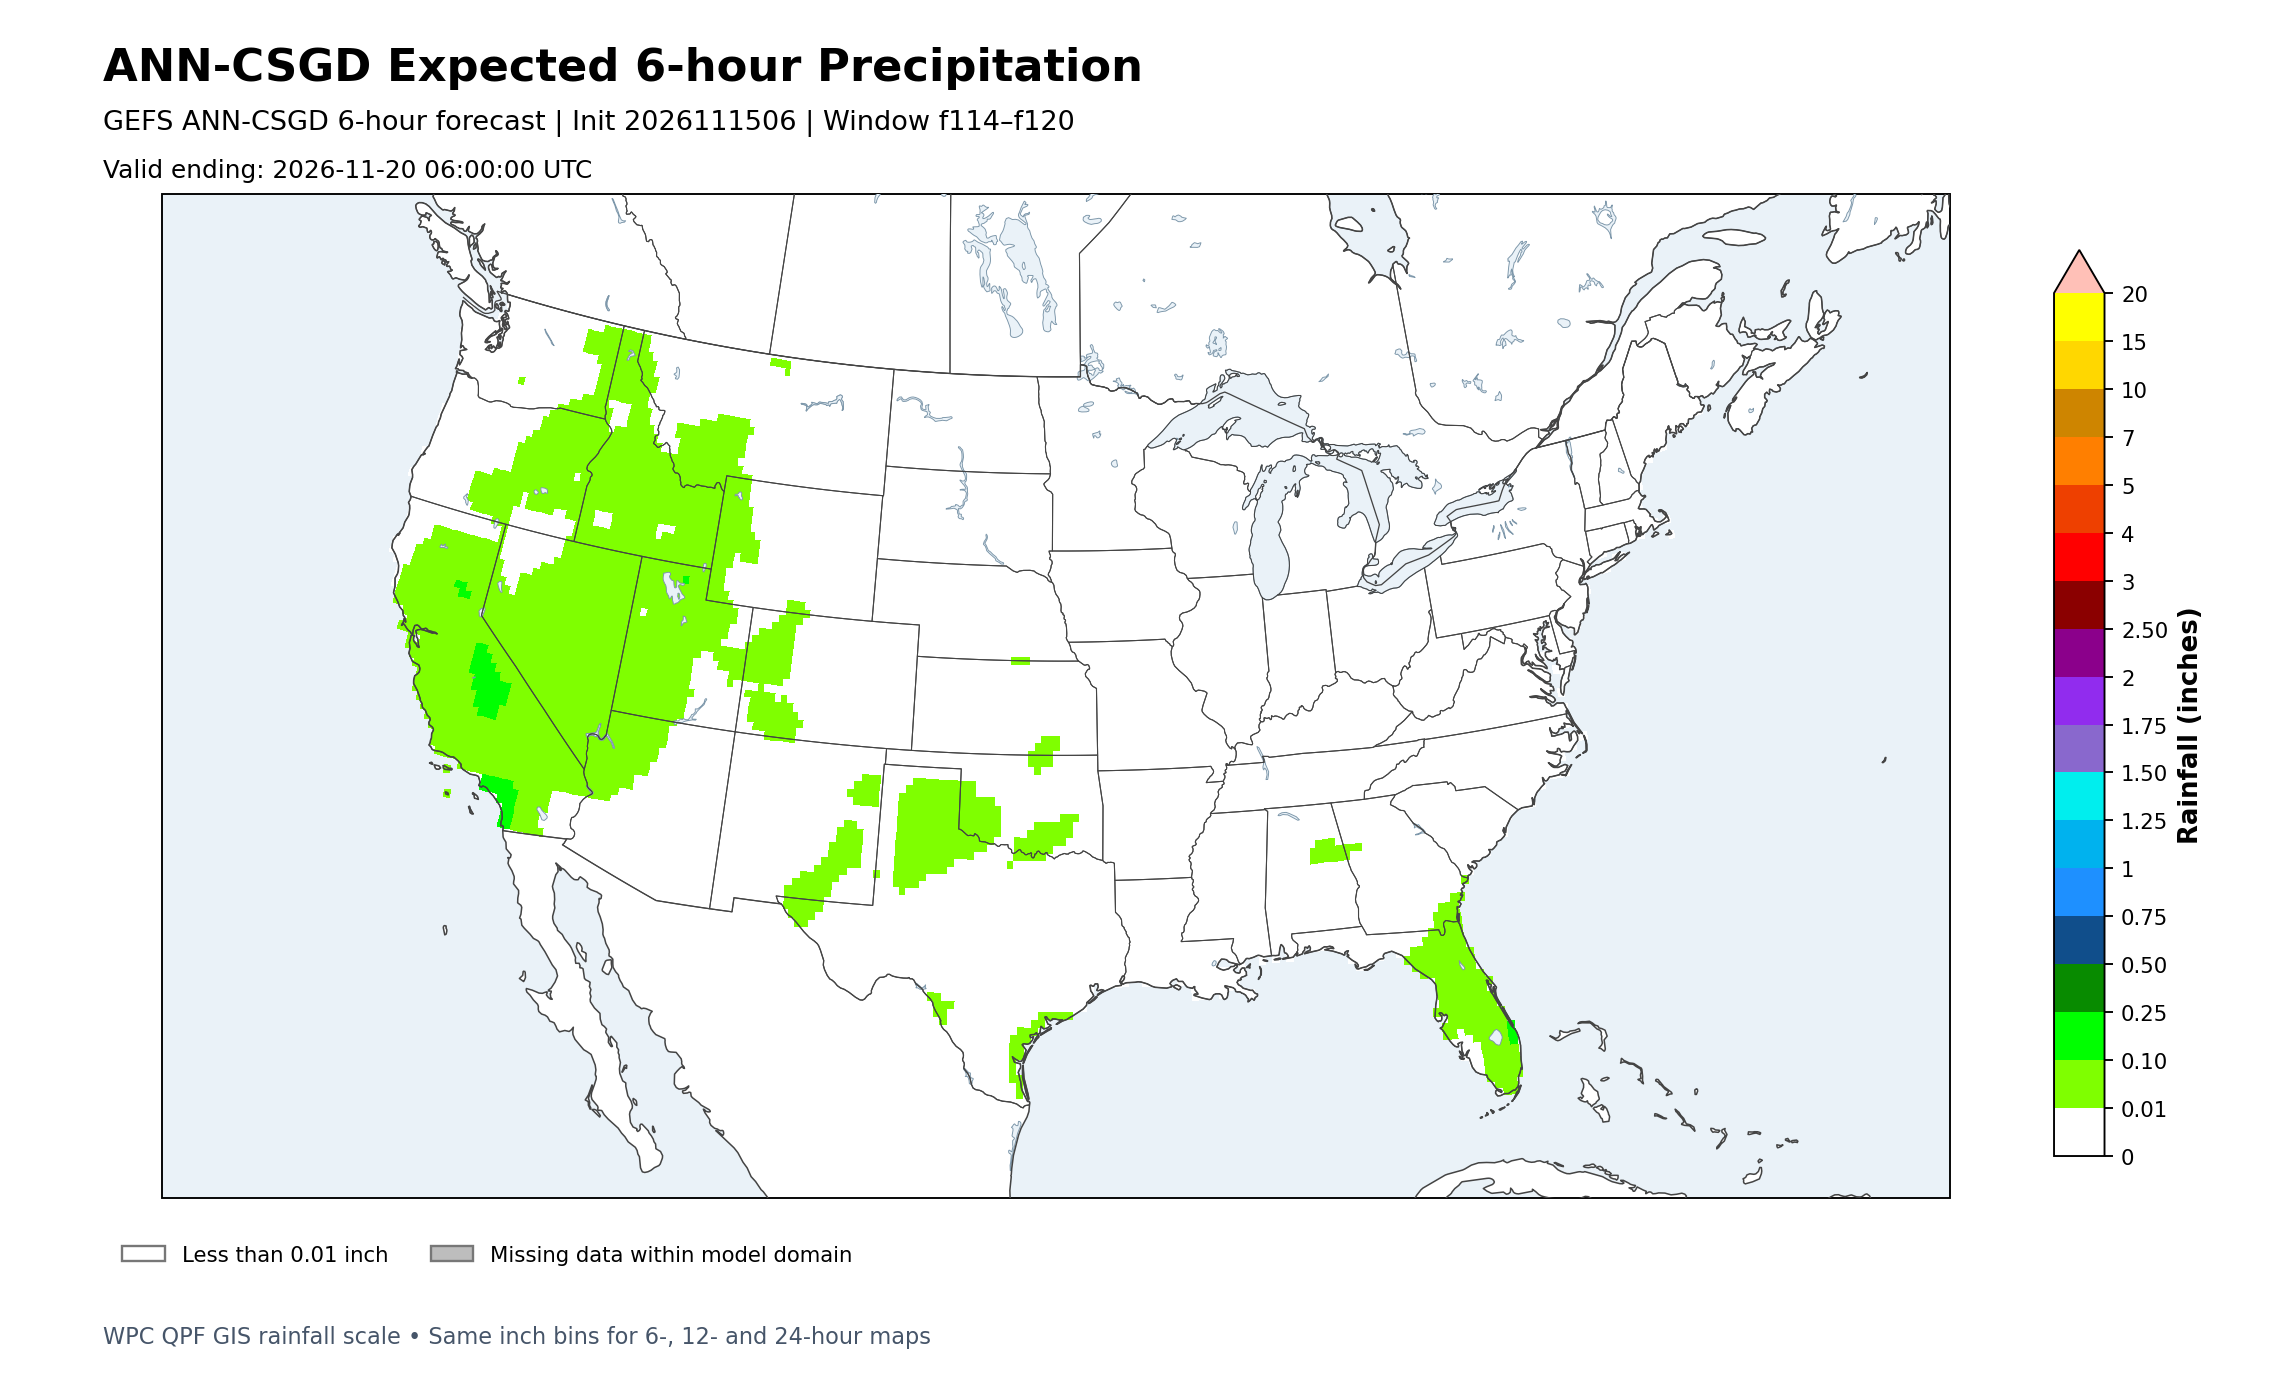 ANN-CSGD Expected 6-hour Precipitation
GEFS ANN-CSGD 6-hour forecast | Init 2026111506 | Window f114–f120
Valid ending: 2026-11-20 06:00:00 UTC
20
15
10
7
5
4
3
2.50
2
1.75
1.50
1.25
1
0.75
0.50
0.25
0.10
0.01
0
Rainfall (inches)
Less than 0.01 inch
Missing data within model domain
WPC QPF GIS rainfall scale • Same inch bins for 6-, 12- and 24-hour maps